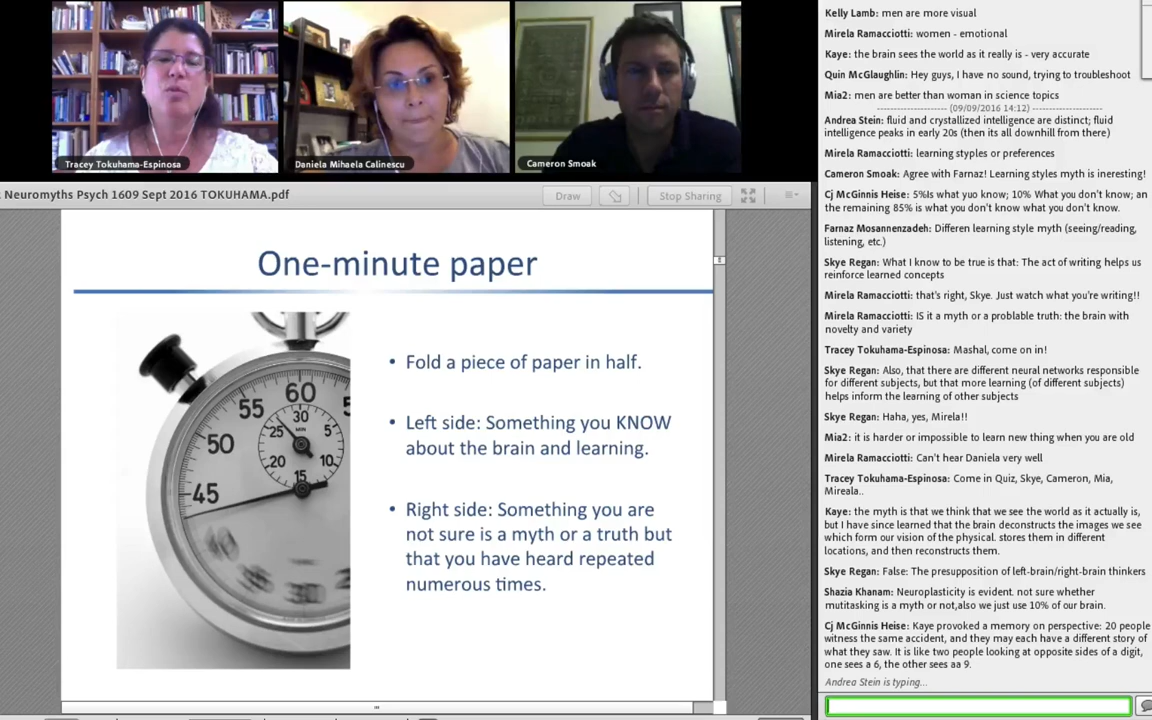 Tracey Tokuhama-Espinosa
Daniela Mihaela Calinescu
Cameron Smoak
Neuromyths Psych 1609 Sept 2016 TOKUHAMA.pdf
Draw
Stop Sharing
One-minute paper
• Fold a piece of paper in half.
• Left side: Something you KNOW
about the brain and learning.
• Right side: Something you are
not sure is a myth or a truth but
that you have heard repeated
numerous times.
60
55
50
45
5
30
MIN
25
5
20
10
15
30
Kelly Lamb: men are more visual
Mirela Ramacciotti: women - emotional
Kaye: the brain sees the world as it really is - very accurate
Quin McGlaughlin: Hey guys, I have no sound, trying to troubleshoot
Mia2: men are better than woman in science topics
-------------------- (09/09/2016 14:12) --------------------
Andrea Stein: fluid and crystallized intelligence are distinct; fluid
intelligence peaks in early 20s (then its all downhill from there)
Mirela Ramacciotti: learning styples or preferences
Cameron Smoak: Agree with Farnaz! Learning styles myth is ineresting!
Cj McGinnis Heise: 5%Is what yuo know; 10% What you don't know; an
the remaining 85% is what you don't know what you don't know.
Farnaz Mosannenzadeh: Differen learning style myth (seeing/reading,
listening, etc.)
Skye Regan: What I know to be true is that: The act of writing helps us
reinforce learned concepts
Mirela Ramacciotti: that's right, Skye. Just watch what you're writing!!
Mirela Ramacciotti: IS it a myth or a problable truth: the brain with
novelty and variety
Tracey Tokuhama-Espinosa: Mashal, come on in!
Skye Regan: Also, that there are different neural networks responsible
for different subjects, but that more learning (of different subjects)
helps inform the learning of other subjects
Skye Regan: Haha, yes, Mirela!!
Mia2: it is harder or impossible to learn new thing when you are old
Mirela Ramacciotti: Can't hear Daniela very well
Tracey Tokuhama-Espinosa: Come in Quiz, Skye, Cameron, Mia,
Mireala..
Kaye: the myth is that we think that we see the world as it actually is,
but I have since learned that the brain deconstructs the images we see
which form our vision of the physical. stores them in different
locations, and then reconstructs them.
Skye Regan: False: The presupposition of left-brain/right-brain thinkers
Shazia Khanam: Neuroplasticity is evident. not sure whether
mutitasking is a myth or not,also we just use 10% of our brain.
Cj McGinnis Heise: Kaye provoked a memory on perspective: 20 people
witness the same accident, and they may each have a different story of
what they saw. It is like two people looking at opposite sides of a digit,
one sees a 6, the other sees aa 9.
Andrea Stein is typing...